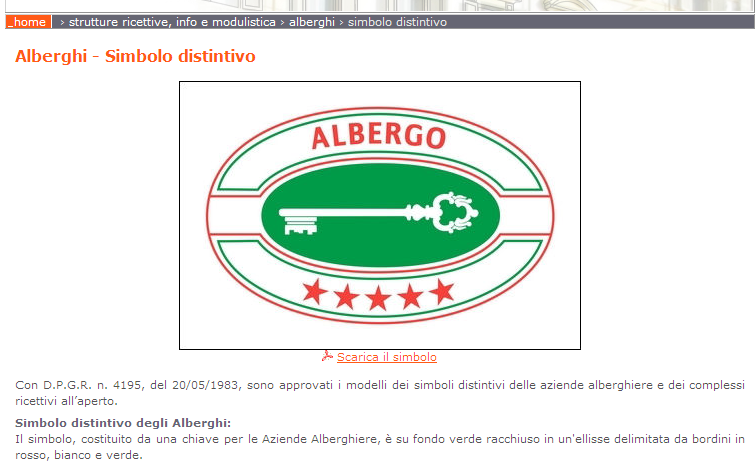 _home › strutture ricettive, info e modulistica › alberghi › simbolo distintivo
Alberghi - Simbolo distintivo
ALBERGO
Scarica il simbolo
Con D.P.G.R. n. 4195, del 20/05/1983, sono approvati i modelli dei simboli distintivi delle aziende alberghiere e dei complessi
ricettivi all’aperto.
Simbolo distintivo degli Alberghi:
Il simbolo, costituito da una chiave per le Aziende Alberghiere, è su fondo verde racchiuso in un'ellisse delimitata da bordini in
rosso, bianco e verde.